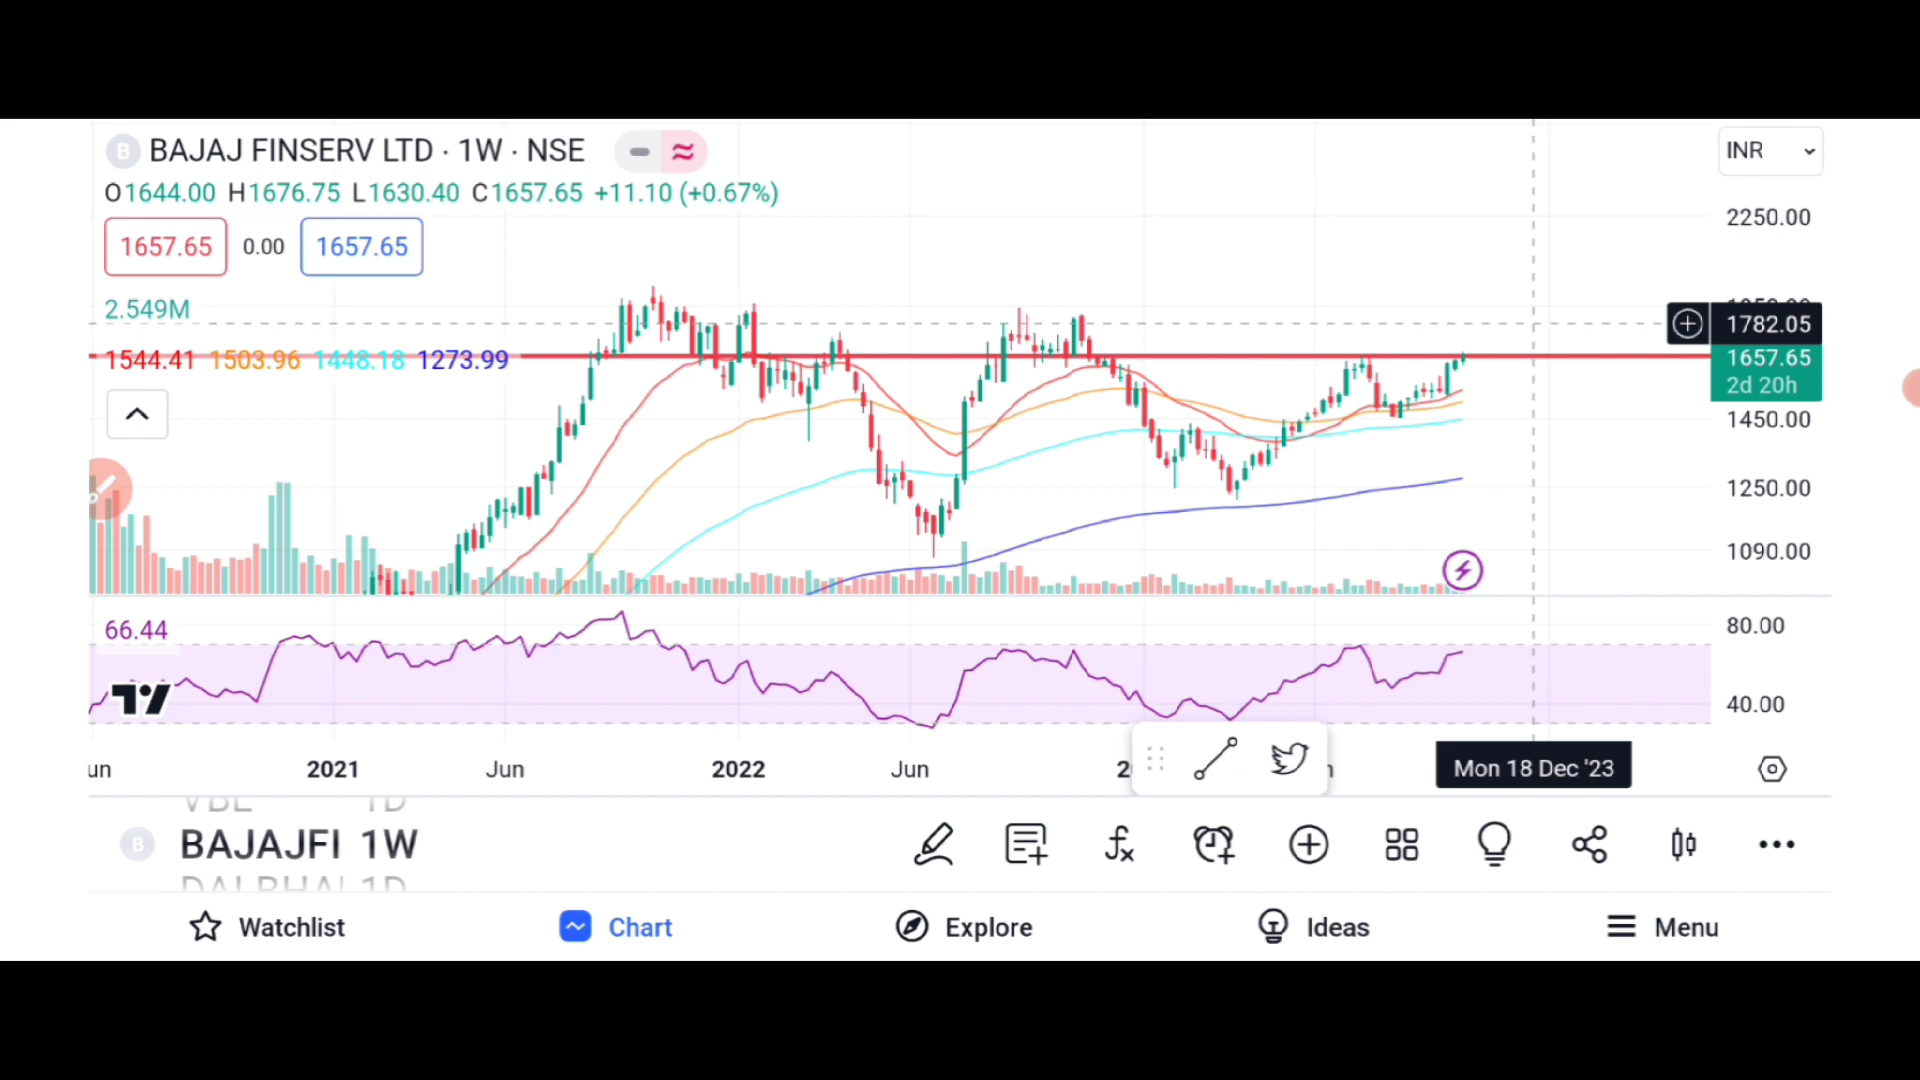 B BAJAJ FINSERV LTD · 1W · NSE
INR
O1644.00 H1676.75 L1630.40 C1657.65 +11.10 (+0.67%)
2250.00
1657.65 0.00 1657.65
2.549M
1782.05
1544.41 1503.96 1448.18 1273.99
1657.65
2d 20h
1450.00
1250.00
1090.00
66.44
80.00
40.00
un 2021 Jun 2022 Jun Mon 18 Dec '23
VBL 1D
B BAJAJFI 1W
1D
Watchlist Chart Explore Ideas Menu